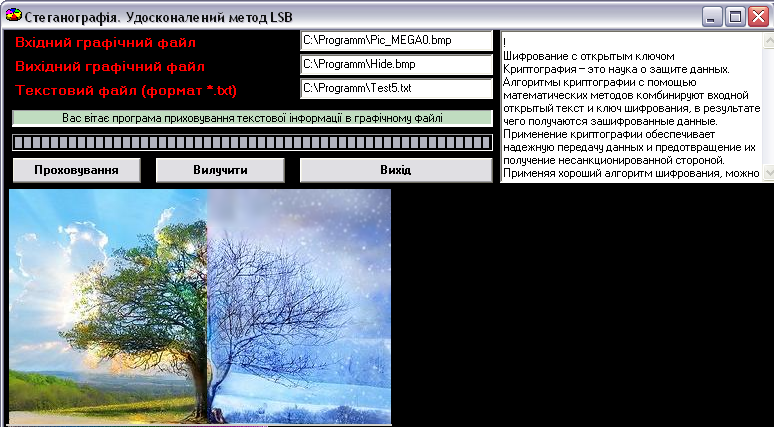 Стеганографія. Удосконалений метод LSB
Вхідний графічний файл
C:\Programm\Pic_MEGA0.bmp
Вихідний графічний файл
C:\Programm\Hide.bmp
Текстовий файл (формат *.txt)
C:\Programm\Test5.txt
Вас вітає програма приховування текстової інформації в графічному файлі
Проховування
Вилучити
Вихід
!
Шифрование с открытым ключом
Криптография – это наука о защите данных.
Алгоритмы криптографии с помощью
математических методов комбинируют входной
открытый текст и ключ шифрования, в результате
чего получаются зашифрованные данные.
Применение криптографии обеспечивает
надежную передачу данных и предотвращение их
получение несанкционированной стороной.
Применяя хороший алгоритм шифрования, можно